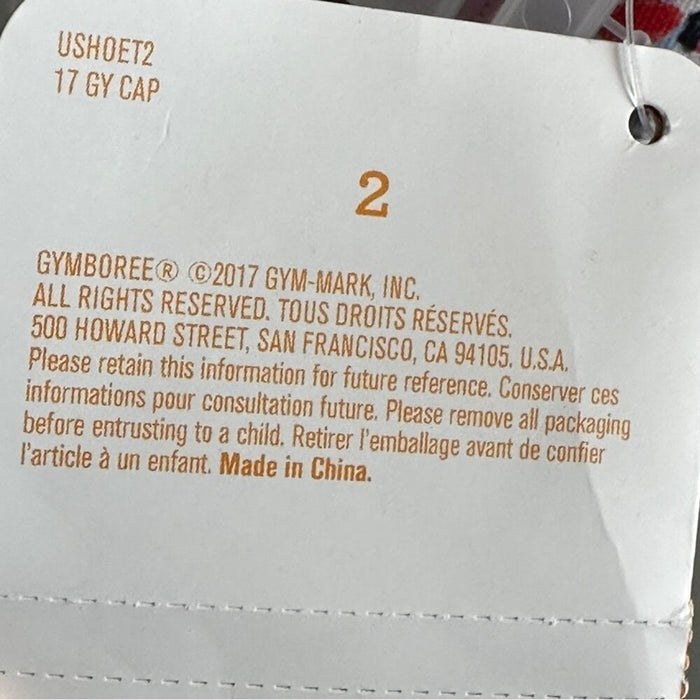 USHOET2
17 GY CAP
2
GYMBOREE® ©2017 GYM-MARK, INC.
ALL RIGHTS RESERVED. TOUS DROITS RÉSERVÉS.
500 HOWARD STREET, SAN FRANCISCO, CA 94105. U.S.A.
Please retain this information for future reference. Conserver ces
informations pour consultation future. Please remove all packaging
before entrusting to a child. Retirer l'emballage avant de confier
l'article à un enfant. Made in China.